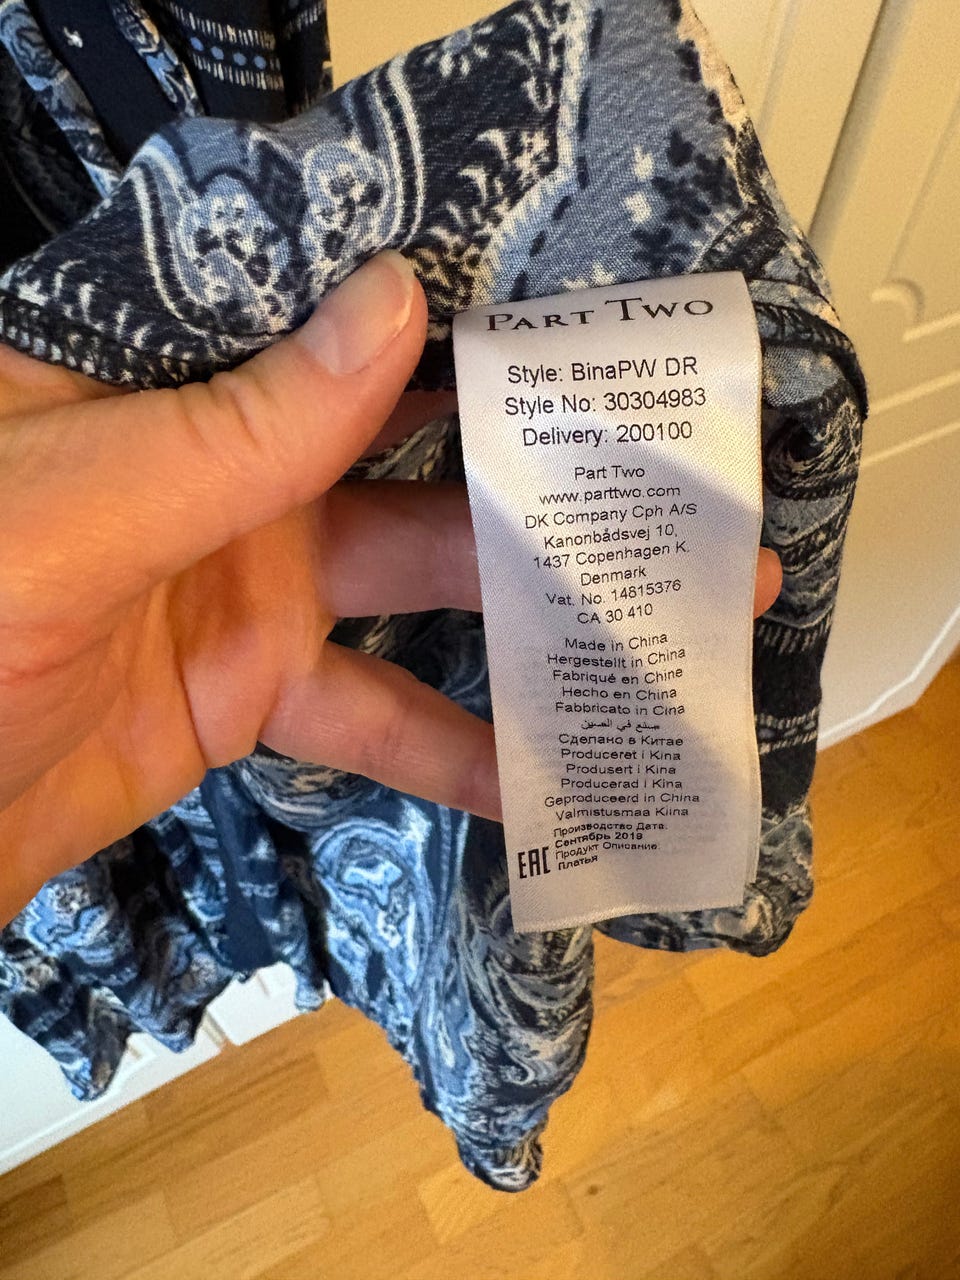 PART TWO
Style: BinaPW DR
Style No: 30304983
Delivery: 200100
Part Two
www.parttwo.com
DK Company Cph A/S
Kanonbådsvej 10,
1437 Copenhagen K.
Denmark
Vat. No. 14815376
CA 30 410
Made in China
Hergestellt in China
Fabriqué en Chine
Hecho en China
Fabbricato in Cina
صنع في الصين
Сделано в Китае
Produceret i Kina
Produsert i Kina
Producerad i Kina
Geproduceerd in China
Valmistusmaa Kiina
Производство Дата:
Сентябрь 2019
Продукт Описание:
Платья
EAC